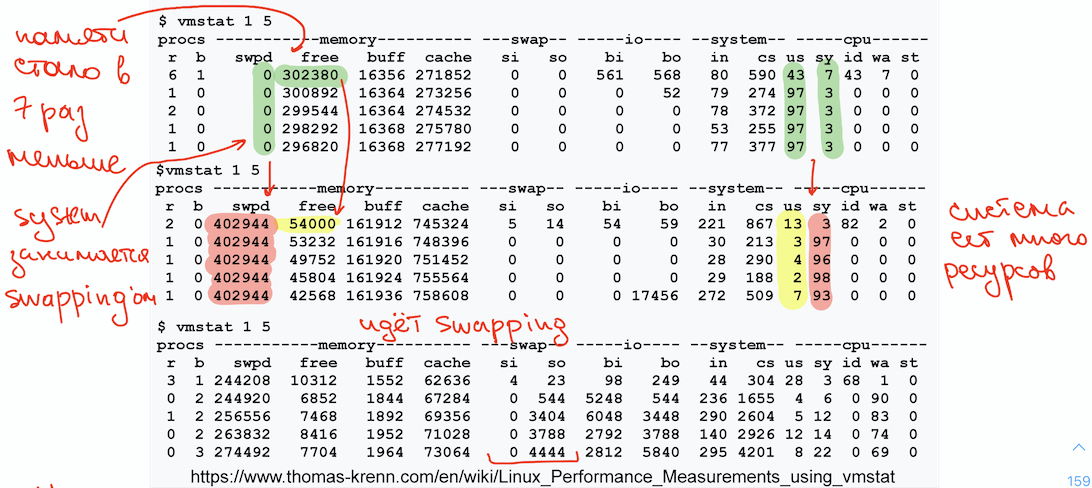 $ vmstat 1 5
procs -----------memory---------- ---swap-- -----io---- --system-- -----cpu------
r b swpd free buff cache si so bi bo in cs us sy id wa st
6 1 0 302380 16356 271852 0 0 561 568 80 590 43 7 43 7 0
1 0 0 300892 16364 273256 0 0 0 52 79 274 97 3 0 0 0
2 0 0 299544 16364 274532 0 0 0 0 78 372 97 3 0 0 0
1 0 0 298292 16368 275780 0 0 0 0 53 255 97 3 0 0 0
1 0 0 296820 16368 277192 0 0 0 0 77 377 97 3 0 0 0
памяти
стало в
7 раз
меньше
$vmstat 1 5
procs -----------memory---------- ---swap-- -----io---- --system-- -----cpu------
r b swpd free buff cache si so bi bo in cs us sy id wa st
2 0 402944 54000 161912 745324 5 14 54 59 221 867 13 3 82 2 0
1 0 402944 53232 161916 748396 0 0 0 0 30 213 3 97 0 0 0
1 0 402944 49752 161920 751452 0 0 0 0 28 290 4 96 0 0 0
1 0 402944 45804 161924 755564 0 0 0 0 29 188 2 98 0 0 0
1 0 402944 42568 161936 758608 0 0 0 17456 272 509 7 93 0 0 0
system
занимается
swapping'ом
система
ест много
ресурсов
идёт swapping
$ vmstat 1 5
procs -----------memory---------- ---swap-- -----io---- --system-- -----cpu------
r b swpd free buff cache si so bi bo in cs us sy id wa st
3 1 244208 10312 1552 62636 4 23 98 249 44 304 28 3 68 1 0
0 2 244920 6852 1844 67284 0 544 5248 544 236 1655 4 6 0 90 0
1 2 256556 7468 1892 69356 0 3404 6048 3448 290 2604 5 12 0 83 0
0 2 263832 8416 1952 71028 0 3788 2792 3788 140 2926 12 14 0 74 0
0 3 274492 7704 1964 73064 0 4444 2812 5840 295 4201 8 22 0 69 0
https://www.thomas-krenn.com/en/wiki/Linux_Performance_Measurements_using_vmstat
159